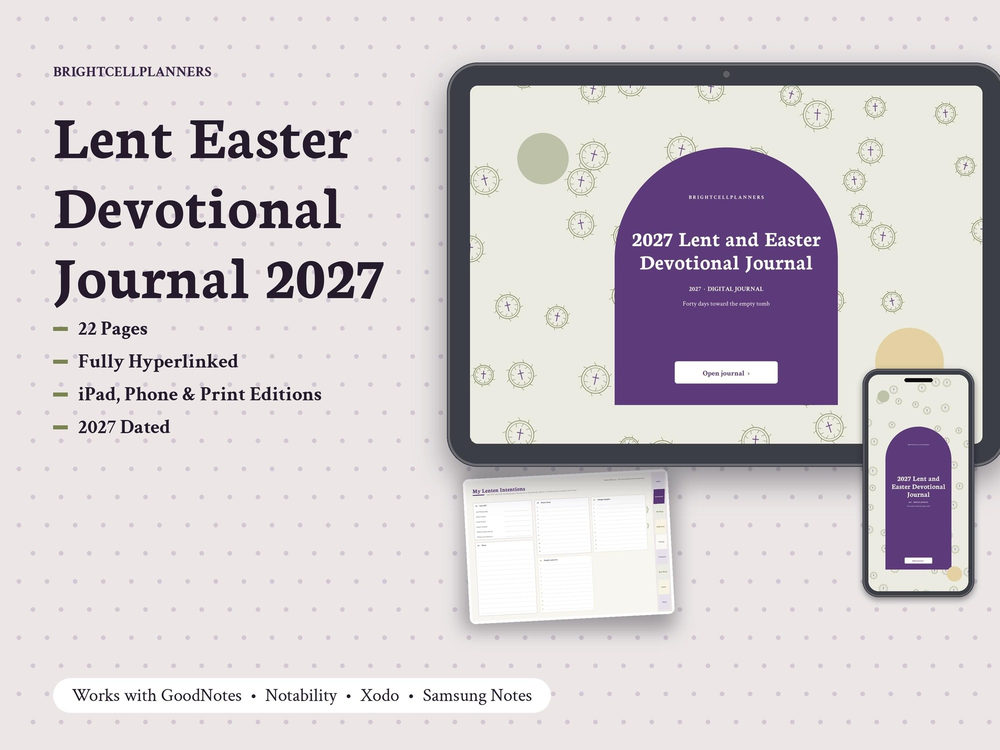 BRIGHTCELLPLANNERS
Lent Easter
Devotional
Journal 2027
22 Pages
Fully Hyperlinked
iPad, Phone & Print Editions
2027 Dated
BRIGHTCELLPLANNERS
2027 Lent and Easter
Devotional Journal
2027 · DIGITAL JOURNAL
Forty days toward the empty tomb
Open journal ›
2027 Lent and
Easter Devotional
Journal
My Lenten Intentions
Works with GoodNotes • Notability • Xodo • Samsung Notes